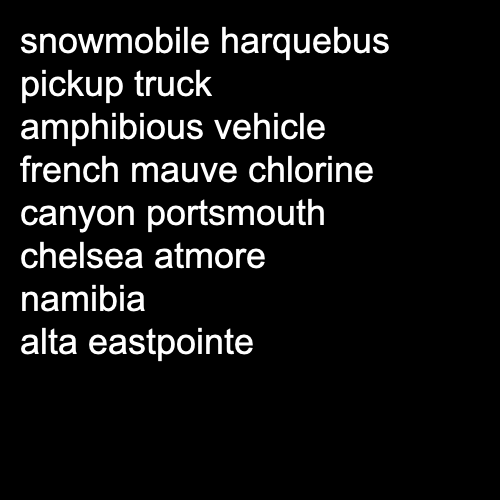 snowmobile harquebus
pickup truck
amphibious vehicle
french mauve chlorine
canyon portsmouth
chelsea atmore
namibia
alta eastpointe